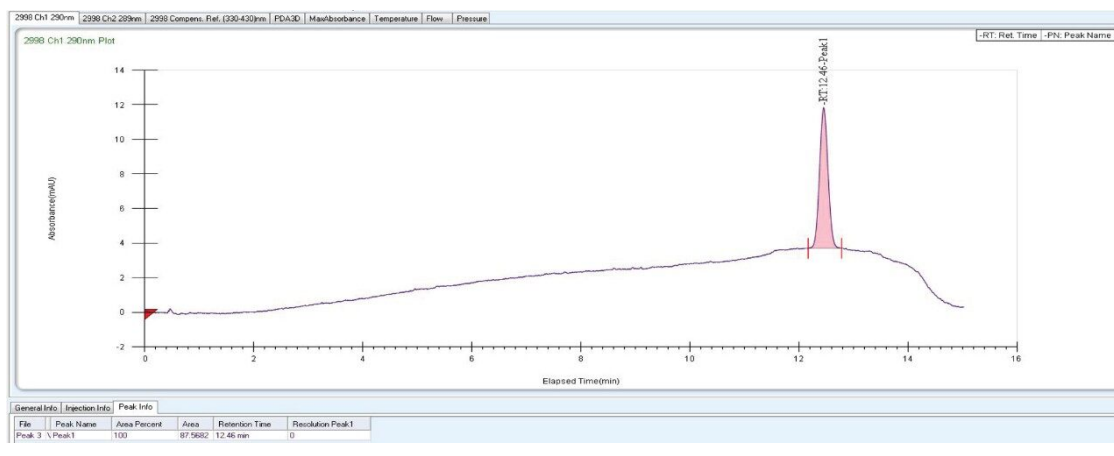 2998 Ch1 290nm 2998 Ch2 289nm 2998 Compens. Ref. (330-430)nm PDA3D MaxAbsorbance Temperature Flow Pressure
2998 Ch1 290nm Plot
-RT: Ret. Time -PN: Peak Name
-RT:12.46-Peak1
14
12
10
8
6
4
2
0
-2
Absorbance(mAU)
0 2 4 6 8 10 12 14 16
Elapsed Time(min)
General Info Injection Info Peak Info
File Peak Name Area Percent Area Retention Time Resolution Peak1
Peak 3 \ Peak1 100 87.5682 12.46 min 0